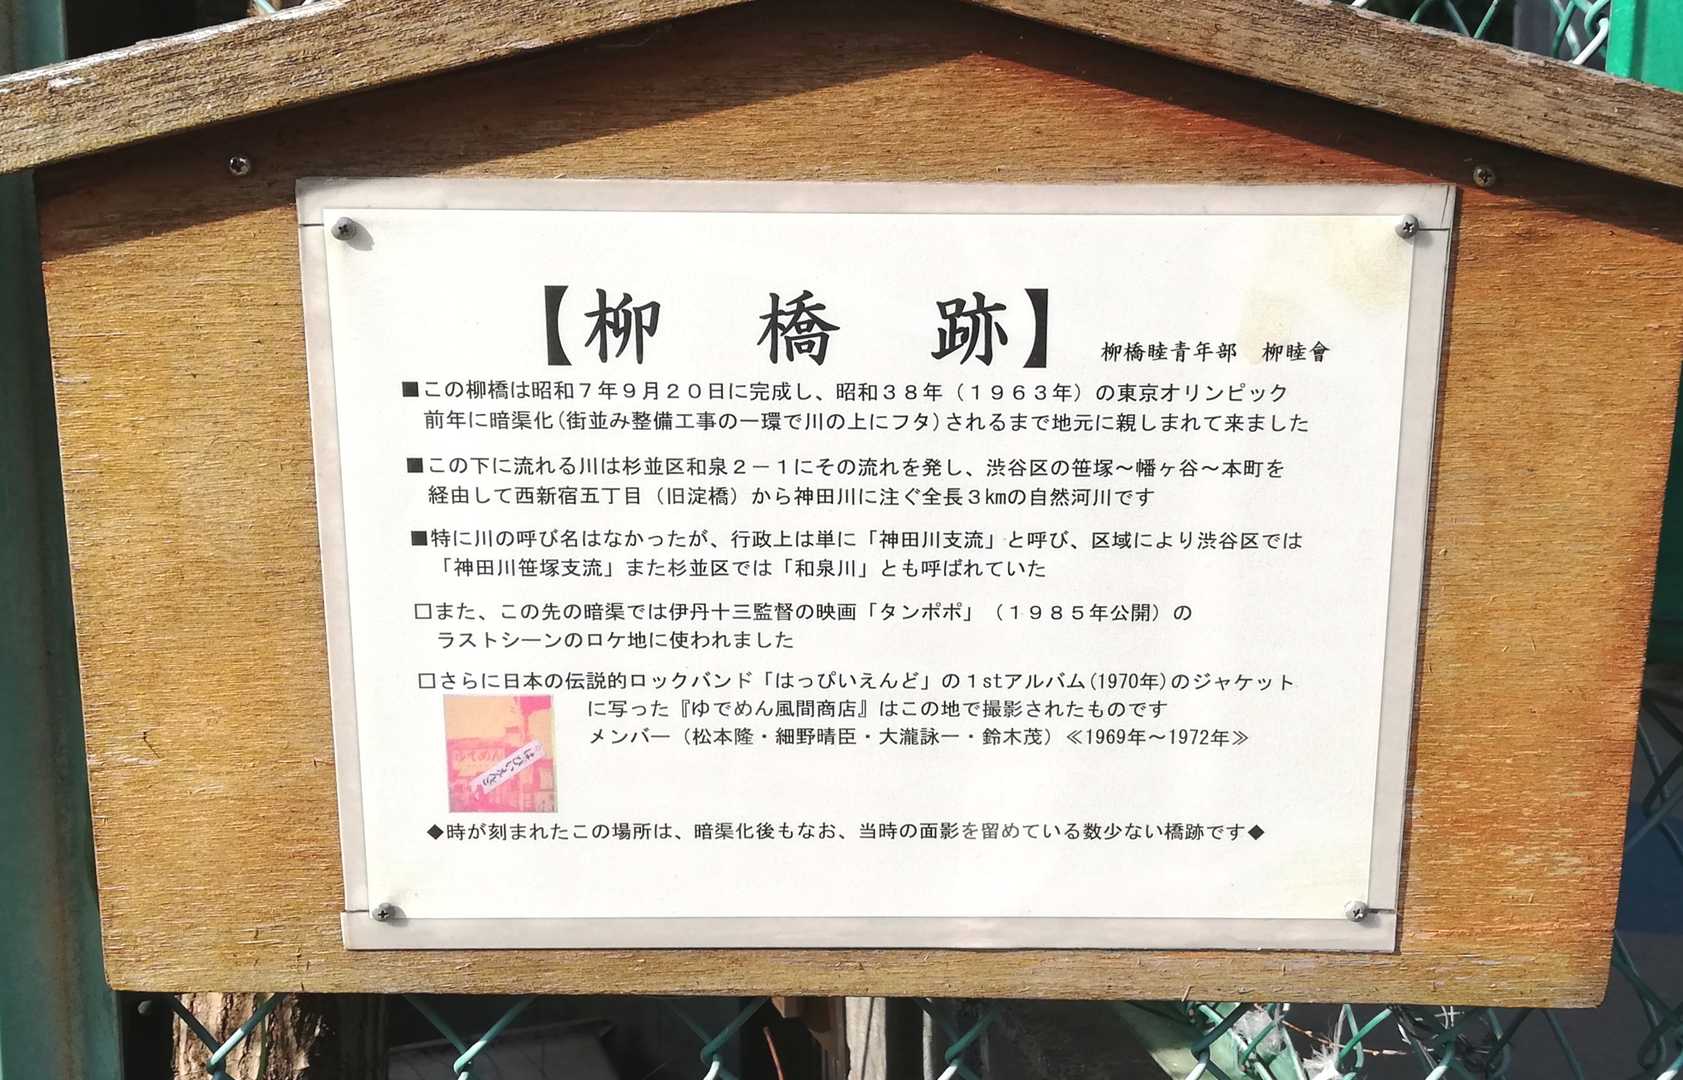 【柳　橋　跡】　柳橋睦青年部　柳睦會
■この柳橋は昭和７年９月２０日に完成し、昭和３８年（１９６３年）の東京オリンピック
前年に暗渠化(街並み整備工事の一環で川の上にフタ)されるまで地元に親しまれて来ました
■この下に流れる川は杉並区和泉２－１にその流れを発し、渋谷区の笹塚～幡ヶ谷～本町を
経由して西新宿五丁目（旧淀橋）から神田川に注ぐ全長３kmの自然河川です
■特に川の呼び名はなかったが、行政上は単に「神田川支流」と呼び、区域により渋谷区では
「神田川笹塚支流」また杉並区では「和泉川」とも呼ばれていた
□また、この先の暗渠では伊丹十三監督の映画「タンポポ」（１９８５年公開）の
ラストシーンのロケ地に使われました
□さらに日本の伝説的ロックバンド「はっぴいえんど」の１stアルバム(1970年)のジャケット
に写った『ゆでめん風間商店』はこの地で撮影されたものです
メンバー（松本隆・細野晴臣・大瀧詠一・鈴木茂）≪1969年～1972年≫
ゆでめん
はっぴいえんど
◆時が刻まれたこの場所は、暗渠化後もなお、当時の面影を留めている数少ない橋跡です◆